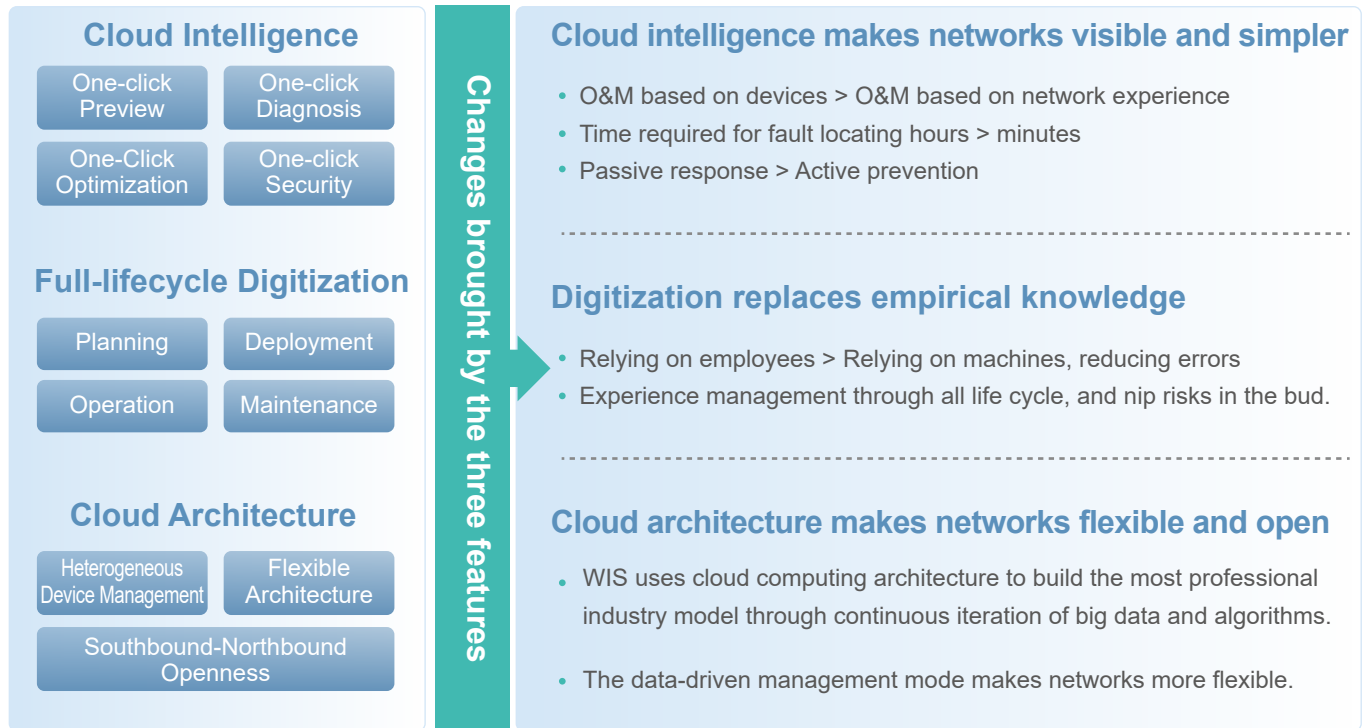 Cloud Intelligence
One-click
Preview
One-click
Diagnosis
One-Click
Optimization
One-click
Security
Full-lifecycle Digitization
Planning
Deployment
Operation
Maintenance
Cloud Architecture
Heterogeneous
Device Management
Flexible
Architecture
Southbound-Northbound
Openness
Changes brought by the three features
Cloud intelligence makes networks visible and simpler
• O&M based on devices > O&M based on network experience
• Time required for fault locating hours > minutes
• Passive response > Active prevention
Digitization replaces empirical knowledge
• Relying on employees > Relying on machines, reducing errors
• Experience management through all life cycle, and nip risks in the bud.
Cloud architecture makes networks flexible and open
• WIS uses cloud computing architecture to build the most professional
industry model through continuous iteration of big data and algorithms.
• The data-driven management mode makes networks more flexible.